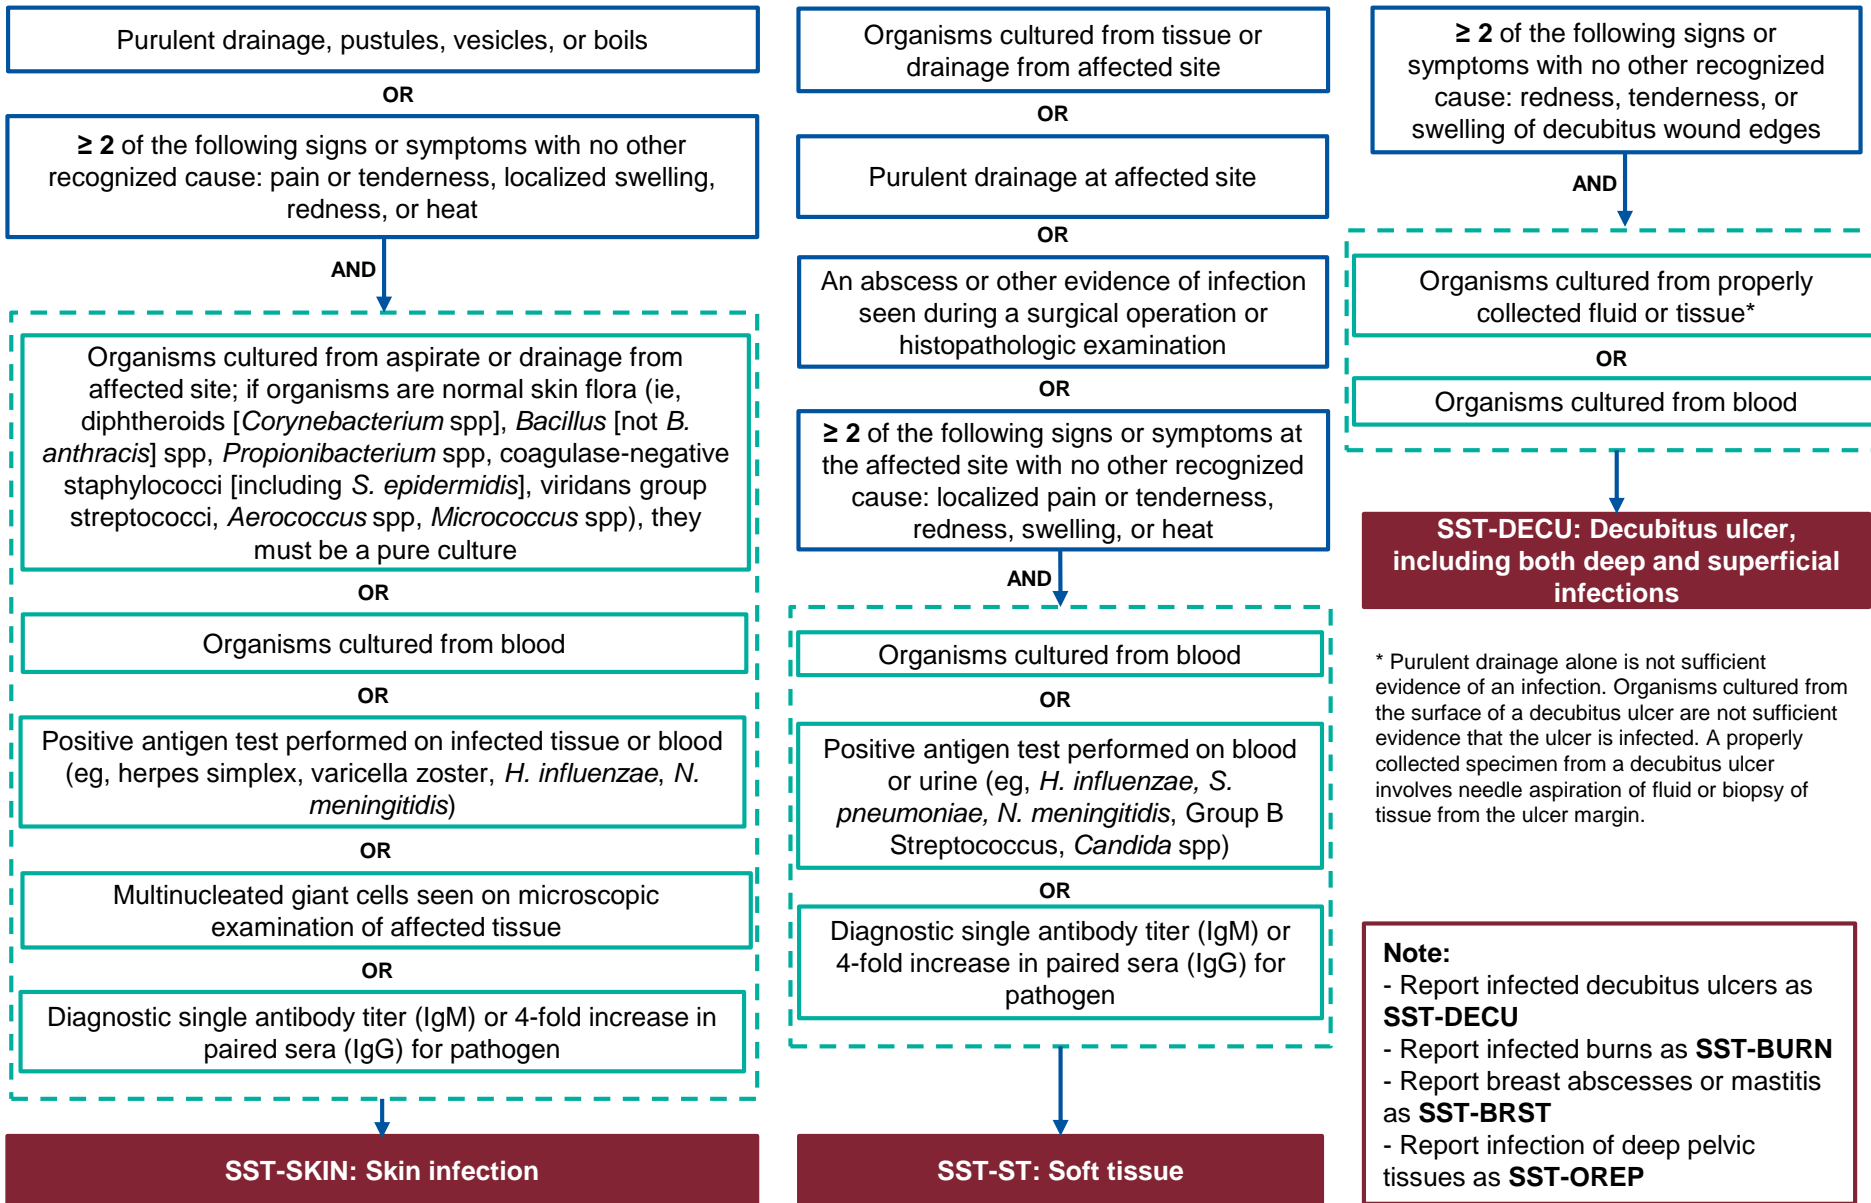 Purulent drainage, pustules, vesicles, or boils
OR
≥ 2 of the following signs or symptoms with no other
recognized cause: pain or tenderness, localized swelling,
redness, or heat
AND
Organisms cultured from aspirate or drainage from
affected site; if organisms are normal skin flora (ie,
diphtheroids [Corynebacterium spp], Bacillus [not B.
anthracis] spp, Propionibacterium spp, coagulase-negative
staphylococci [including S. epidermidis], viridans group
streptococci, Aerococcus spp, Micrococcus spp), they
must be a pure culture
OR
Organisms cultured from blood
OR
Positive antigen test performed on infected tissue or blood
(eg, herpes simplex, varicella zoster, H. influenzae, N.
meningitidis)
OR
Multinucleated giant cells seen on microscopic
examination of affected tissue
OR
Diagnostic single antibody titer (IgM) or 4-fold increase in
paired sera (IgG) for pathogen
SST-SKIN: Skin infection
Organisms cultured from tissue or
drainage from affected site
OR
Purulent drainage at affected site
OR
An abscess or other evidence of infection
seen during a surgical operation or
histopathologic examination
OR
≥ 2 of the following signs or symptoms at
the affected site with no other recognized
cause: localized pain or tenderness,
redness, swelling, or heat
AND
Organisms cultured from blood
OR
Positive antigen test performed on blood
or urine (eg, H. influenzae, S.
pneumoniae, N. meningitidis, Group B
Streptococcus, Candida spp)
OR
Diagnostic single antibody titer (IgM) or
4-fold increase in paired sera (IgG) for
pathogen
SST-ST: Soft tissue
≥ 2 of the following signs or
symptoms with no other recognized
cause: redness, tenderness, or
swelling of decubitus wound edges
AND
Organisms cultured from properly
collected fluid or tissue*
OR
Organisms cultured from blood
SST-DECU: Decubitus ulcer,
including both deep and superficial
infections
* Purulent drainage alone is not sufficient
evidence of an infection. Organisms cultured from
the surface of a decubitus ulcer are not sufficient
evidence that the ulcer is infected. A properly
collected specimen from a decubitus ulcer
involves needle aspiration of fluid or biopsy of
tissue from the ulcer margin.
Note:
- Report infected decubitus ulcers as
SST-DECU
- Report infected burns as SST-BURN
- Report breast abscesses or mastitis
as SST-BRST
- Report infection of deep pelvic
tissues as SST-OREP